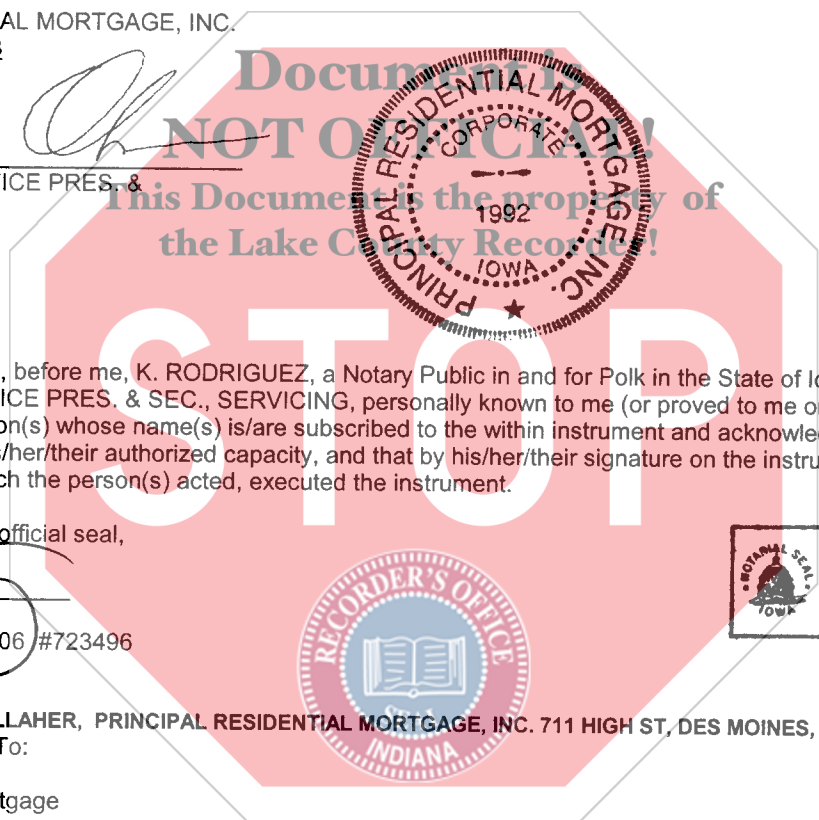 AL MORTGAGE, INC.
Document is
NOT OFFICIAL!
VICE PRES. &
This Document is the property of
the Lake County Recorder!
PRINCIPAL RESIDENTIAL MORTGAGE, INC.
CORPORATE
1992
IOWA
STOP
, before me, K. RODRIGUEZ, a Notary Public in and for Polk in the State of Io
ICE PRES. & SEC., SERVICING, personally known to me (or proved to me on
on(s) whose name(s) is/are subscribed to the within instrument and acknowled
s/her/their authorized capacity, and that by his/her/their signature on the instru
ch the person(s) acted, executed the instrument.
official seal,
NOTARIAL SEAL
IOWA
06 #723496
RECORDER'S OFFICE
SEAL
INDIANA
LLAHER, PRINCIPAL RESIDENTIAL MORTGAGE, INC. 711 HIGH ST, DES MOINES,
To:
tgage